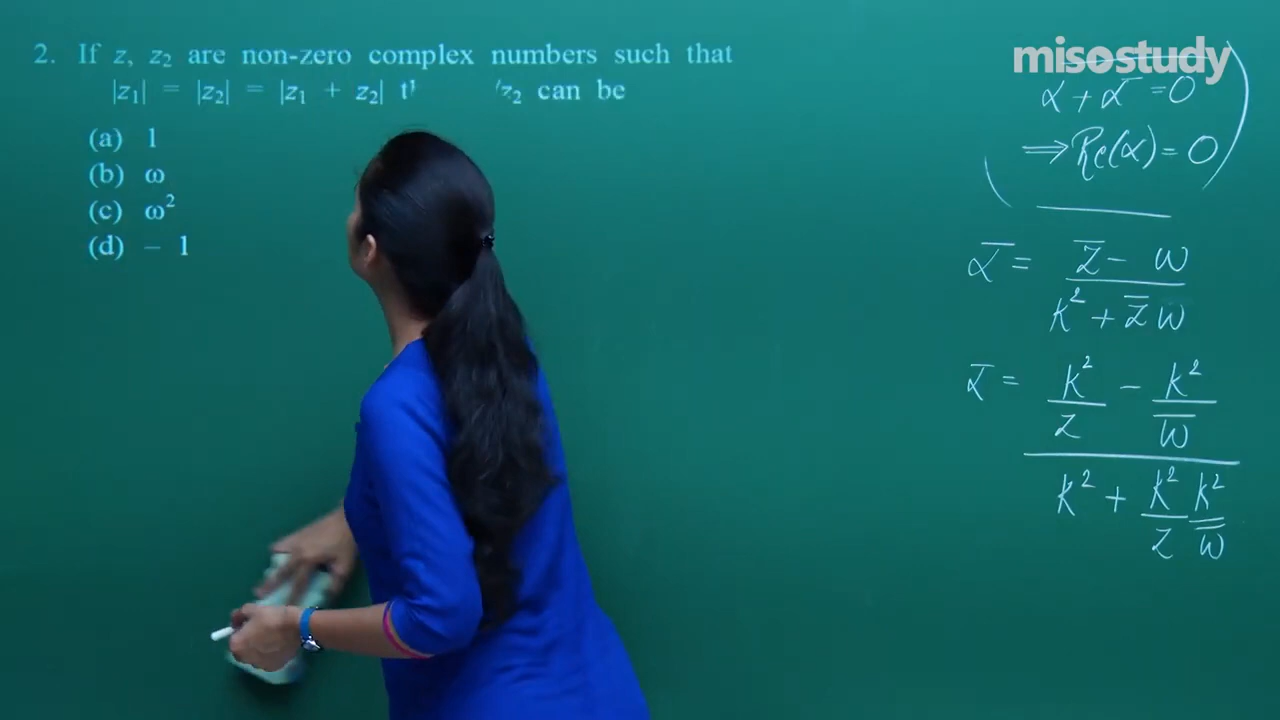 2. If z, z₂ are non-zero complex numbers such that
|z₁| = |z₂| = |z₁ + z₂| z₂ can be
(a) 1
(b) ω
(c) ω²
(d) – 1
misostudy
α + ᾱ = 0
⟹ Re(α) = 0
ᾱ = (z̄ - w) / (k² + z̄w)
ᾱ = (k²/z - k²/w̄) / (k² + k²/z k²/w̄)